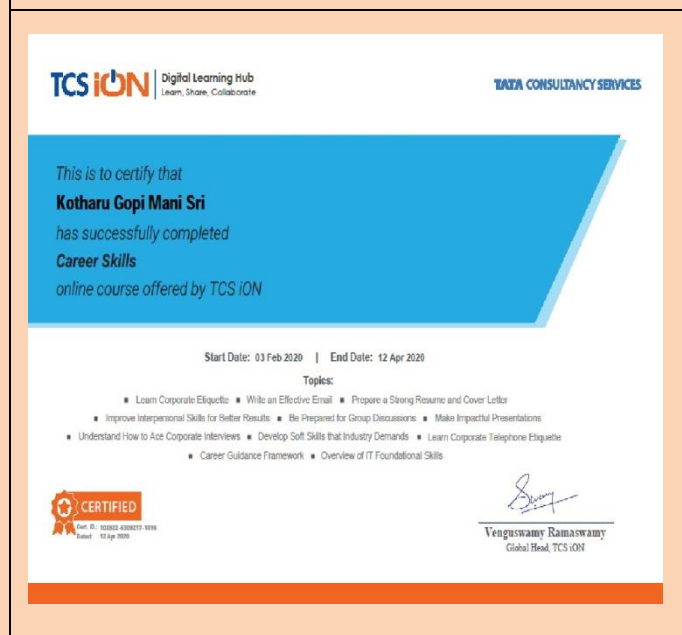 TCS iON Digital Learning Hub
Learn, Share, Collaborate
TATA CONSULTANCY SERVICES
This is to certify that
Kotharu Gopi Mani Sri
has successfully completed
Career Skills
online course offered by TCS iON
Start Date: 03 Feb 2020 | End Date: 12 Apr 2020
Topics:
■ Learn Corporate Etiquette ■ Write an Effective Email ■ Prepare a Strong Resume and Cover Letter
■ Improve Interpersonal Skills for Better Results ■ Be Prepared for Group Discussions ■ Make Impactful Presentations
■ Understand How to Ace Corporate Interviews ■ Develop Soft Skills that Industry Demands ■ Learn Corporate Telephone Etiquette
■ Career Guidance Framework ■ Overview of IT Foundational Skills
CERTIFIED
Cert. ID.:
Dated: 12 Apr 2020
Venguswamy Ramaswamy
Global Head, TCS iON